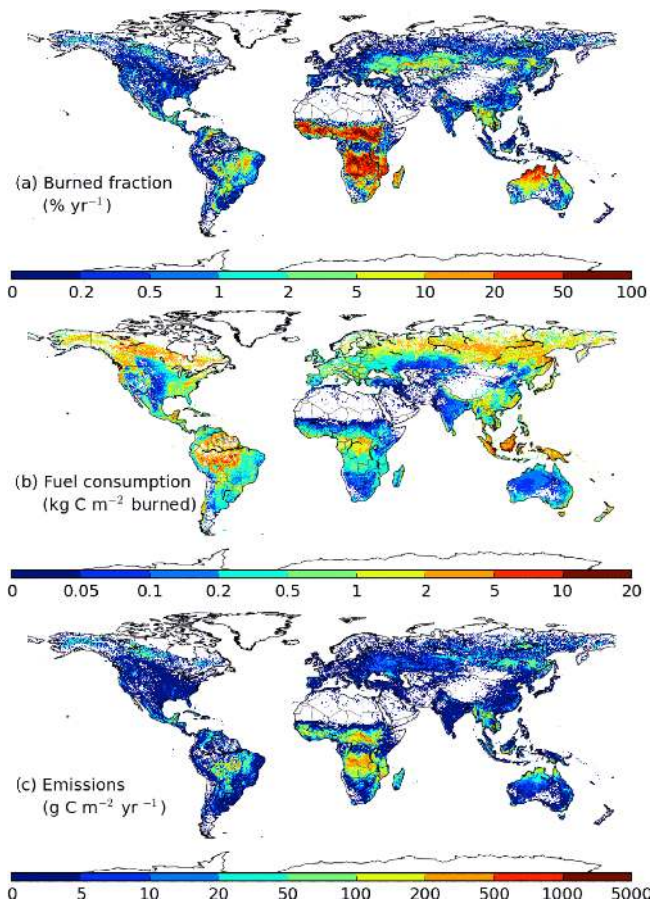 (a) Burned fraction
(% yr⁻¹)
0 0.2 0.5 1 2 5 10 20 50 100
(b) Fuel consumption
(kg C m⁻² burned)
0 0.05 0.1 0.2 0.5 1 2 5 10 20
(c) Emissions
(g C m⁻² yr ⁻¹)
0 5 10 20 50 100 200 500 1000 5000